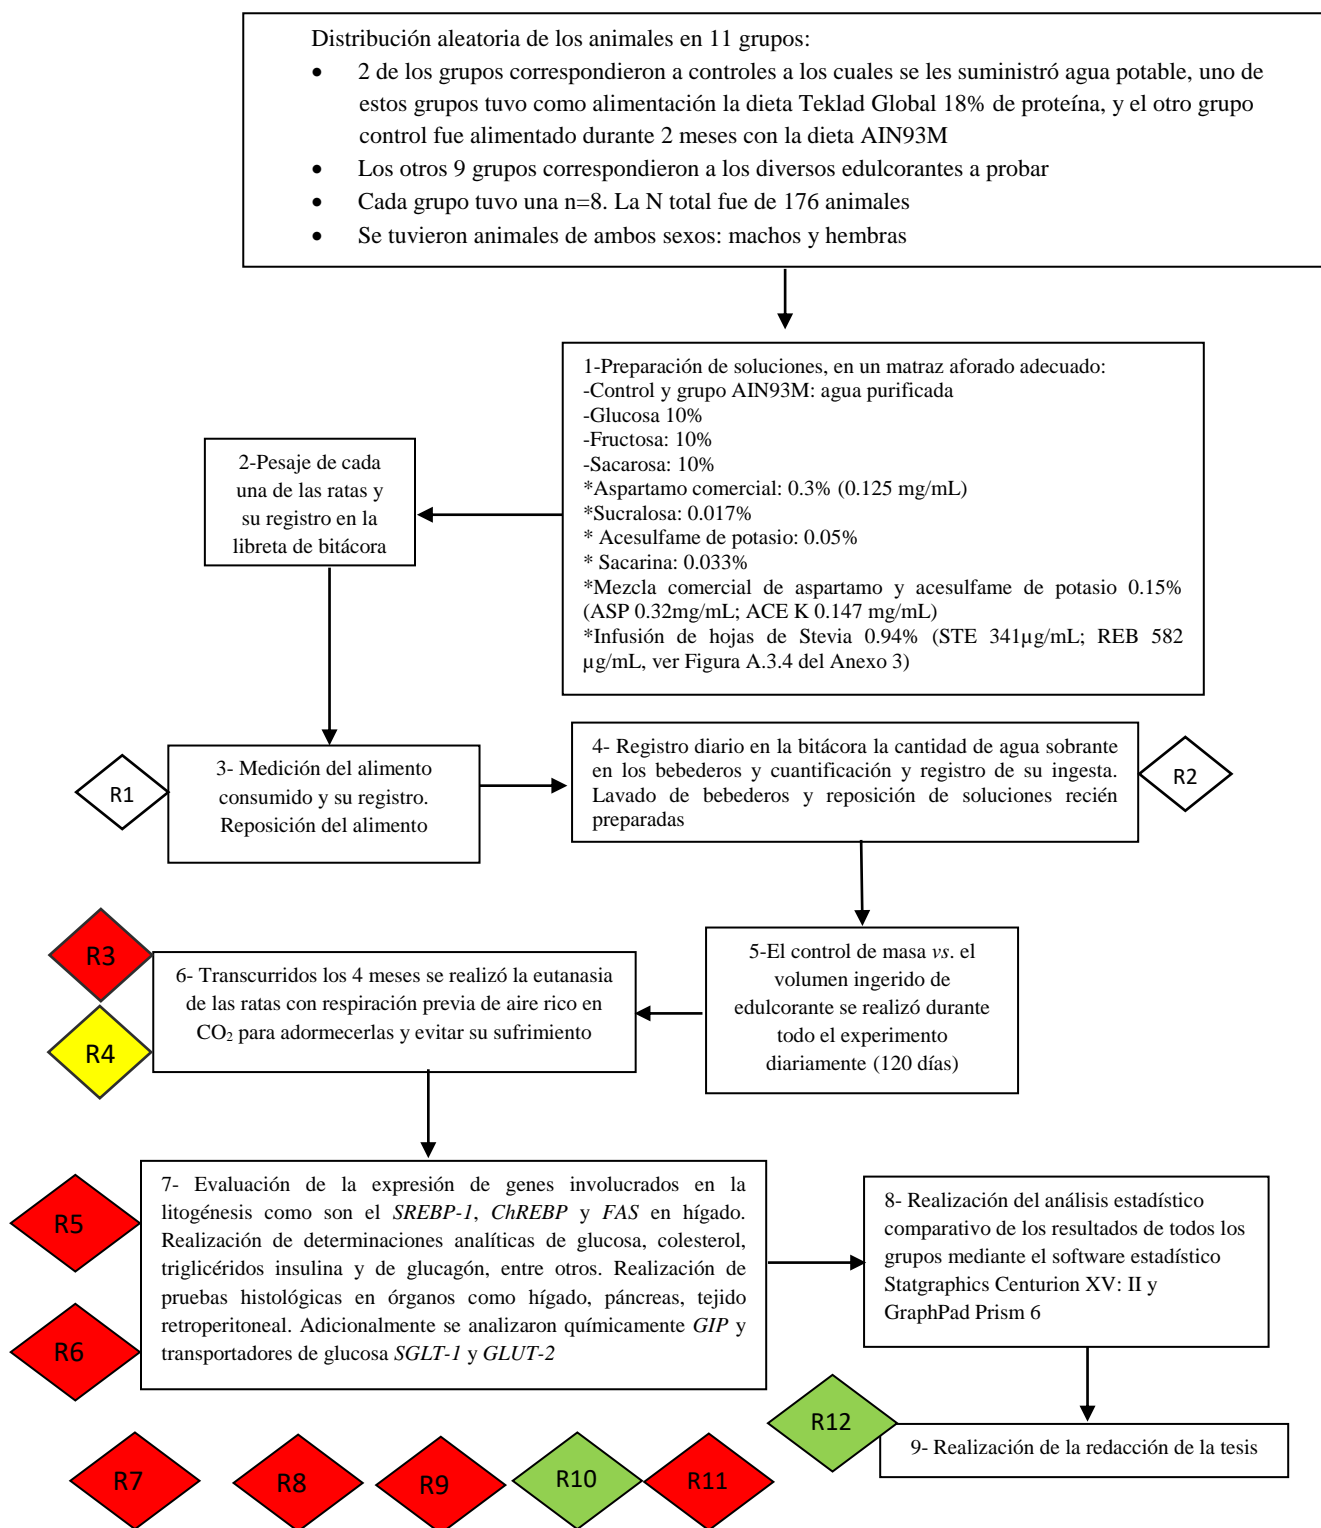 Distribución aleatoria de los animales en 11 grupos:
• 2 de los grupos correspondieron a controles a los cuales se les suministró agua potable, uno de
estos grupos tuvo como alimentación la dieta Teklad Global 18% de proteína, y el otro grupo
control fue alimentado durante 2 meses con la dieta AIN93M
• Los otros 9 grupos correspondieron a los diversos edulcorantes a probar
• Cada grupo tuvo una n=8. La N total fue de 176 animales
• Se tuvieron animales de ambos sexos: machos y hembras
1-Preparación de soluciones, en un matraz aforado adecuado:
-Control y grupo AIN93M: agua purificada
-Glucosa 10%
-Fructosa: 10%
-Sacarosa: 10%
*Aspartamo comercial: 0.3% (0.125 mg/mL)
*Sucralosa: 0.017%
* Acesulfame de potasio: 0.05%
* Sacarina: 0.033%
*Mezcla comercial de aspartamo y acesulfame de potasio 0.15%
(ASP 0.32mg/mL; ACE K 0.147 mg/mL)
*Infusión de hojas de Stevia 0.94% (STE 341µg/mL; REB 582
µg/mL, ver Figura A.3.4 del Anexo 3)
2-Pesaje de cada
una de las ratas y
su registro en la
libreta de bitácora
R1
3- Medición del alimento
consumido y su registro.
Reposición del alimento
4- Registro diario en la bitácora la cantidad de agua sobrante
en los bebederos y cuantificación y registro de su ingesta.
Lavado de bebederos y reposición de soluciones recién
preparadas
R2
5-El control de masa vs. el
volumen ingerido de
edulcorante se realizó durante
todo el experimento
diariamente (120 días)
R3
R4
6- Transcurridos los 4 meses se realizó la eutanasia
de las ratas con respiración previa de aire rico en
CO₂ para adormecerlas y evitar su sufrimiento
R5
R6
7- Evaluación de la expresión de genes involucrados en la
litogénesis como son el SREBP-1, ChREBP y FAS en hígado.
Realización de determinaciones analíticas de glucosa, colesterol,
triglicéridos insulina y de glucagón, entre otros. Realización de
pruebas histológicas en órganos como hígado, páncreas, tejido
retroperitoneal. Adicionalmente se analizaron químicamente GIP y
transportadores de glucosa SGLT-1 y GLUT-2
8- Realización del análisis estadístico
comparativo de los resultados de todos los
grupos mediante el software estadístico
Statgraphics Centurion XV: II y
GraphPad Prism 6
R12
9- Realización de la redacción de la tesis
R7
R8
R9
R10
R11